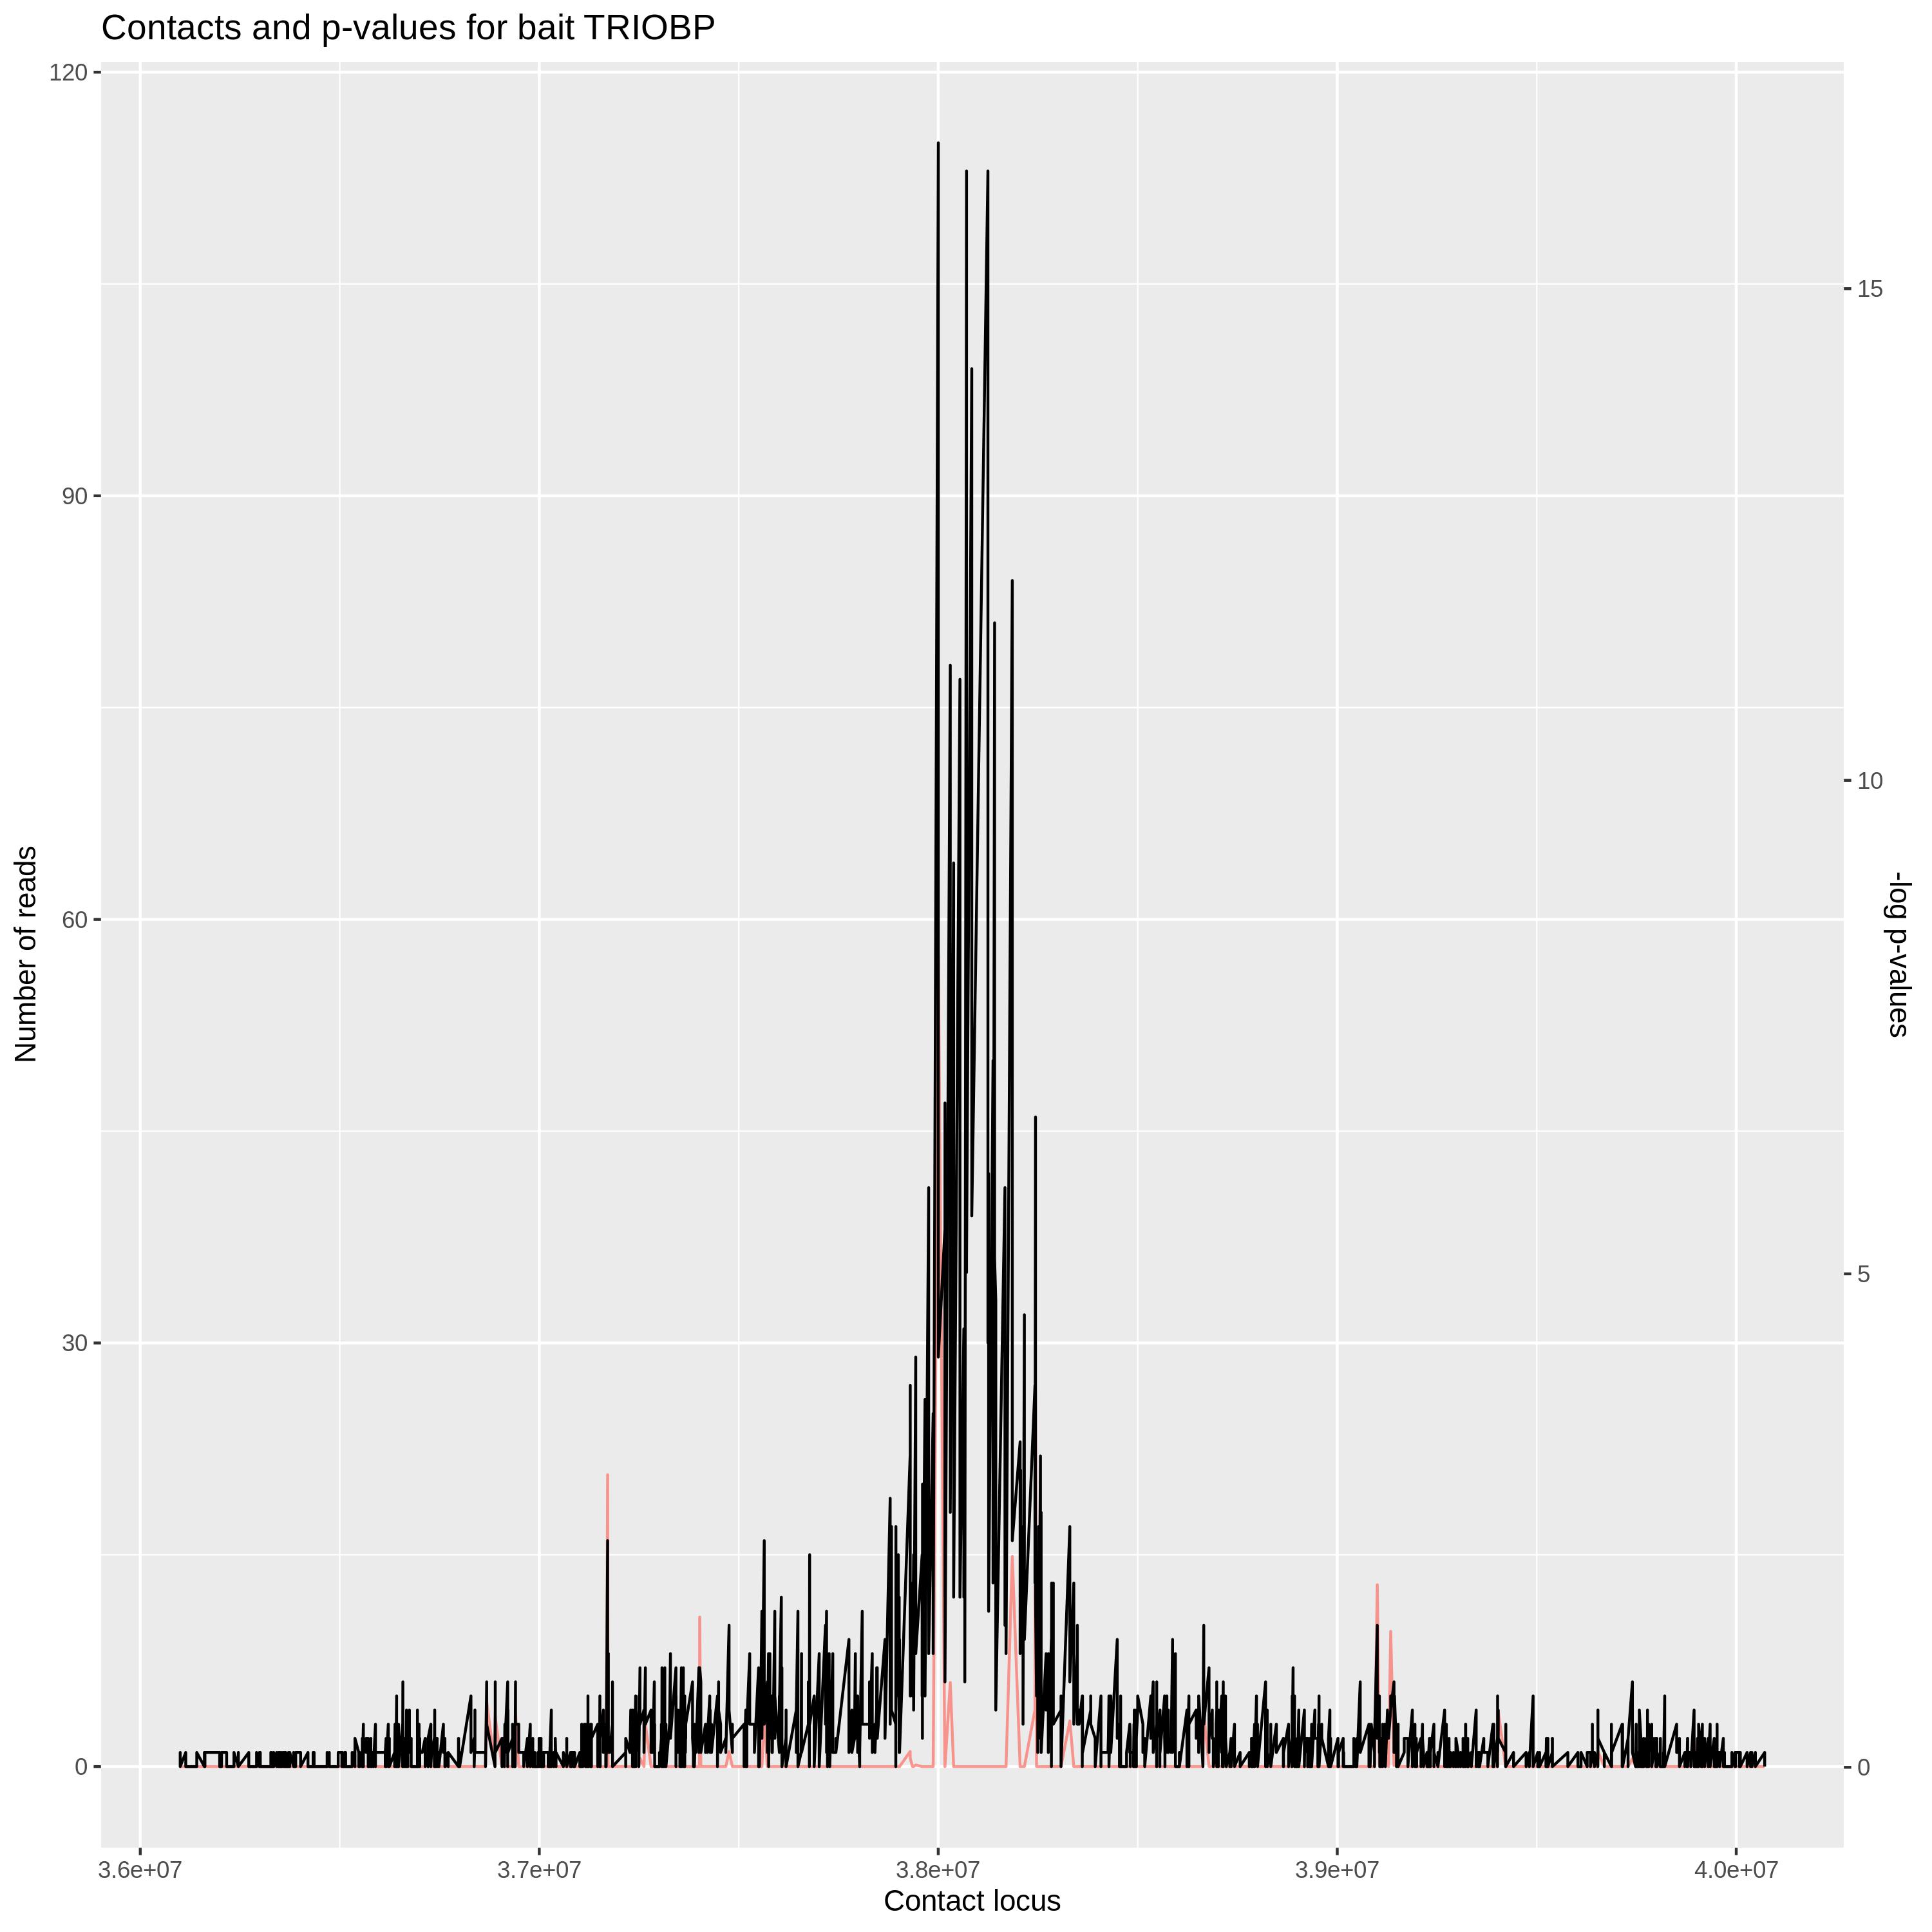 Contacts and p-values for bait TRIOBP
120
90
60
30
0
Number of reads
15
10
5
0
-log p-values
3.6e+07
3.7e+07
3.8e+07
3.9e+07
4.0e+07
Contact locus